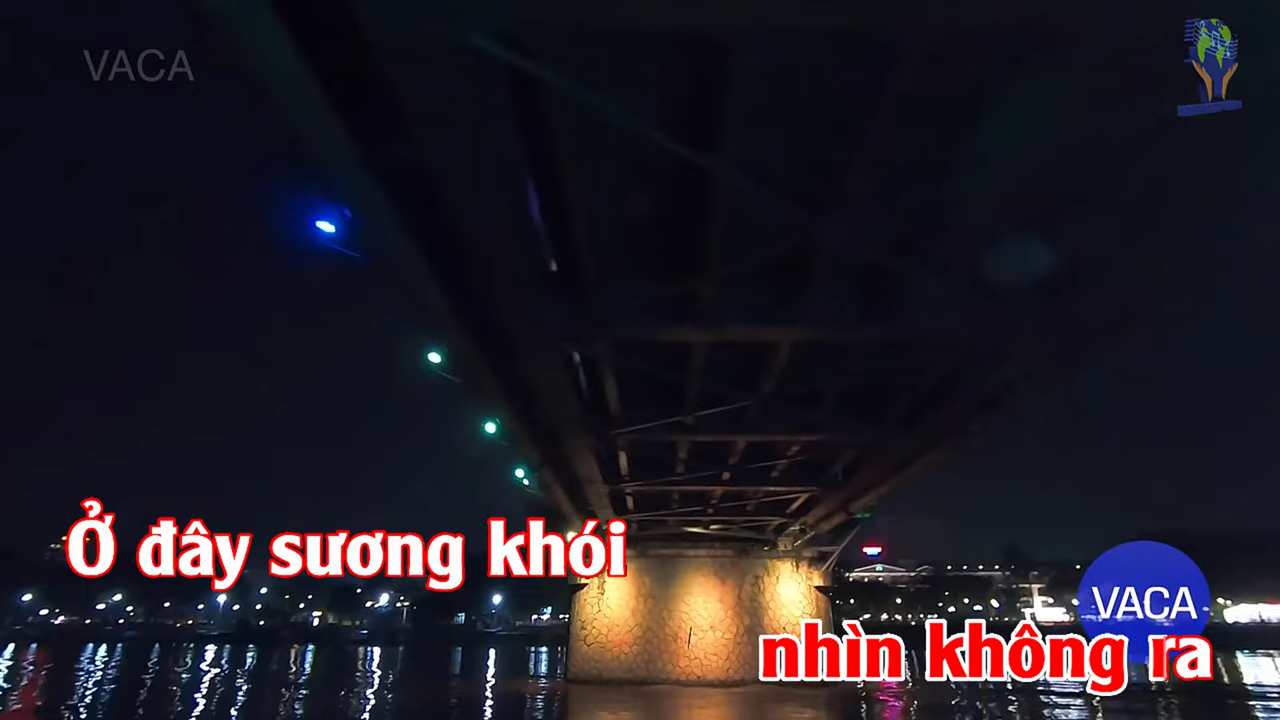 VACA
Ở đây sương khói
VACA
nhìn không ra